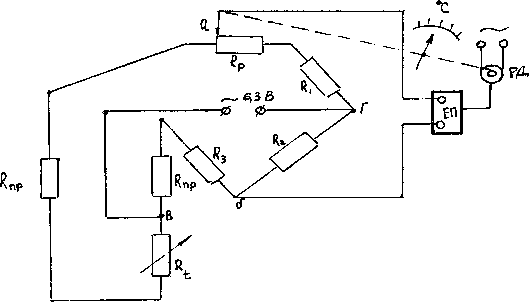 °C
а
~
Rр
R₁
РД
~ 6,3 В
г
ЕП
R₂
R₃
Rпр
Rпр
б
В
Rt